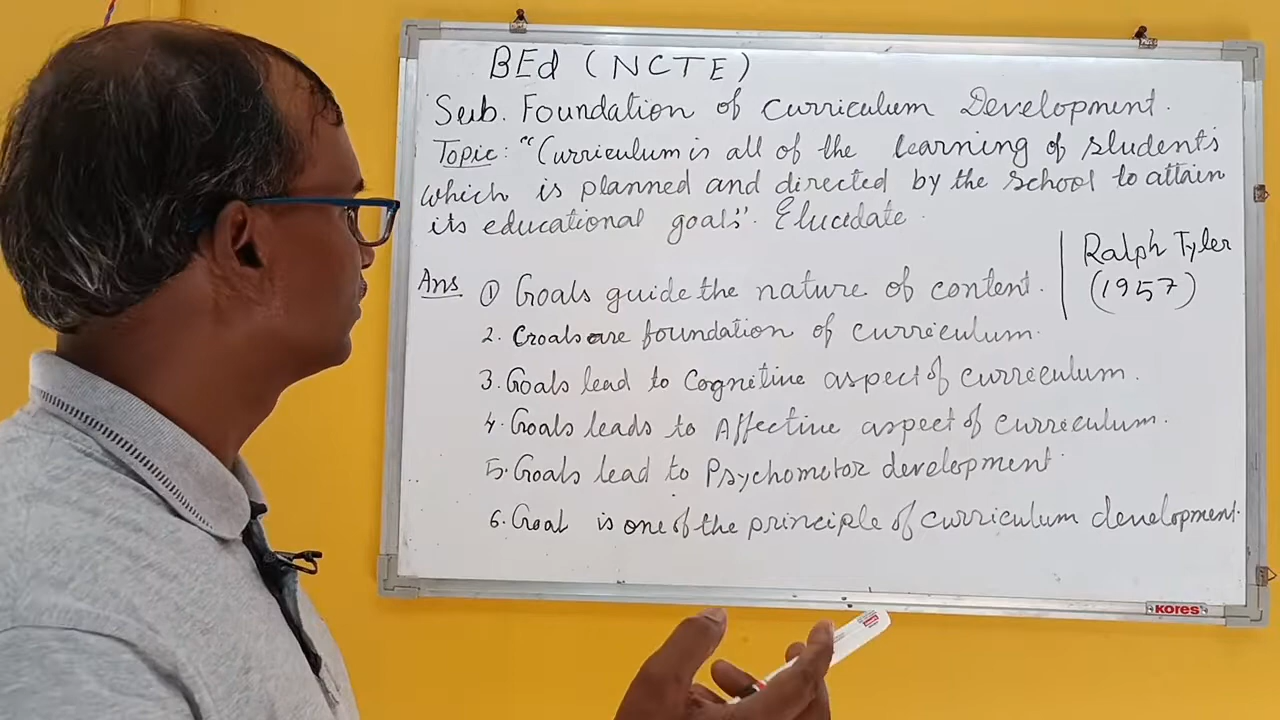 BEd (NCTE)
Sub. Foundation of curriculum Development.
Topic: "Curriculum is all of the learning of students
which is planned and directed by the school to attain
its educational goals". Elucidate.
Ralph Tyler
(1957)
Ans ① Goals guide the nature of content.
2. Goals are foundation of curriculum.
3. Goals lead to Cognitive aspect of curriculum.
4. Goals leads to Affective aspect of curriculum.
5. Goals lead to Psychomotor development
6. Goal is one of the principle of curriculum development.
KORES